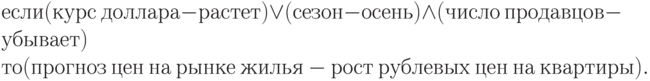 если(курс доллара−растет)∨(сезон−осень)∧(число продавцов−
убывает)
то(прогноз цен на рынке жилья − рост рублевых цен на квартиры).